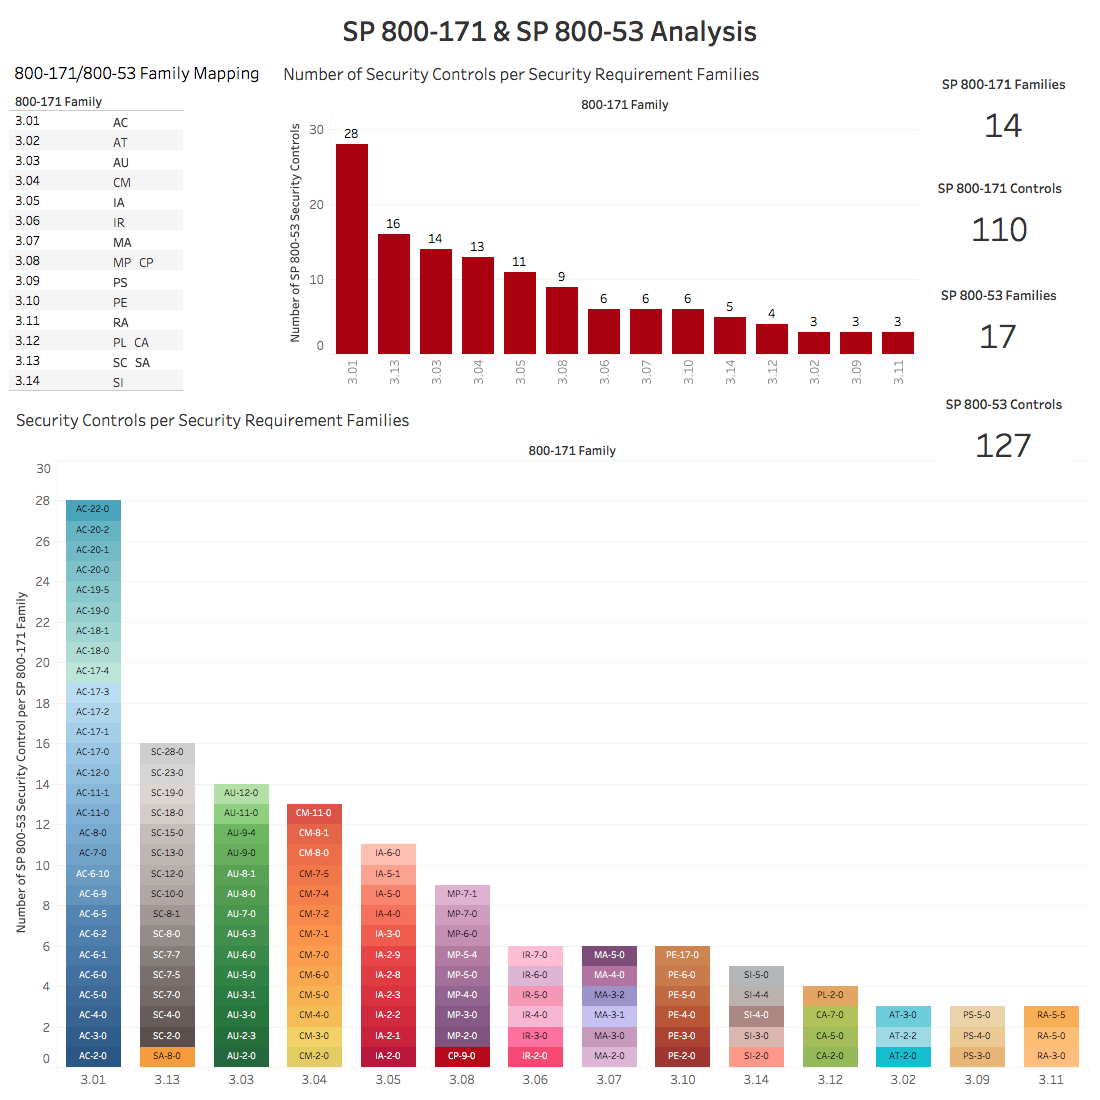 SP 800-171 & SP 800-53 Analysis
800-171/800-53 Family Mapping
800-171 Family
3.01 AC
3.02 AT
3.03 AU
3.04 CM
3.05 IA
3.06 IR
3.07 MA
3.08 MP CP
3.09 PS
3.10 PE
3.11 RA
3.12 PL CA
3.13 SC SA
3.14 SI
Number of Security Controls per Security Requirement Families
800-171 Family
Number of SP 800-53 Security Controls
30
20
10
0
28
16
14
13
11
9
6
6
6
5
4
3
3
3
3.01
3.13
3.03
3.04
3.05
3.08
3.06
3.07
3.10
3.14
3.12
3.02
3.09
3.11
SP 800-171 Families
14
SP 800-171 Controls
110
SP 800-53 Families
17
SP 800-53 Controls
127
Security Controls per Security Requirement Families
800-171 Family
Number of SP 800-53 Security Control per SP 800-171 Family
30
28
26
24
22
20
18
16
14
12
10
8
6
4
2
0
AC-22-0
AC-20-2
AC-20-1
AC-20-0
AC-19-5
AC-19-0
AC-18-1
AC-18-0
AC-17-4
AC-17-3
AC-17-2
AC-17-1
AC-17-0
AC-12-0
AC-11-1
AC-11-0
AC-8-0
AC-7-0
AC-6-10
AC-6-9
AC-6-5
AC-6-2
AC-6-1
AC-6-0
AC-5-0
AC-4-0
AC-3-0
AC-2-0
SC-28-0
SC-23-0
SC-19-0
SC-18-0
SC-15-0
SC-13-0
SC-12-0
SC-10-0
SC-8-1
SC-8-0
SC-7-7
SC-7-5
SC-7-0
SC-4-0
SC-2-0
SA-8-0
AU-12-0
AU-11-0
AU-9-4
AU-9-0
AU-8-1
AU-8-0
AU-7-0
AU-6-3
AU-6-0
AU-5-0
AU-3-1
AU-3-0
AU-2-3
AU-2-0
CM-11-0
CM-8-1
CM-8-0
CM-7-5
CM-7-4
CM-7-2
CM-7-1
CM-7-0
CM-6-0
CM-5-0
CM-4-0
CM-3-0
CM-2-0
IA-6-0
IA-5-1
IA-5-0
IA-4-0
IA-3-0
IA-2-9
IA-2-8
IA-2-3
IA-2-2
IA-2-1
IA-2-0
MP-7-1
MP-7-0
MP-6-0
MP-5-4
MP-5-0
MP-4-0
MP-3-0
MP-2-0
CP-9-0
IR-7-0
IR-6-0
IR-5-0
IR-4-0
IR-3-0
IR-2-0
MA-5-0
MA-4-0
MA-3-2
MA-3-1
MA-3-0
MA-2-0
PE-17-0
PE-6-0
PE-5-0
PE-4-0
PE-3-0
PE-2-0
SI-5-0
SI-4-4
SI-4-0
SI-3-0
SI-2-0
PL-2-0
CA-7-0
CA-5-0
CA-2-0
AT-3-0
AT-2-2
AT-2-0
PS-5-0
PS-4-0
PS-3-0
RA-5-5
RA-5-0
RA-3-0
3.01
3.13
3.03
3.04
3.05
3.08
3.06
3.07
3.10
3.14
3.12
3.02
3.09
3.11